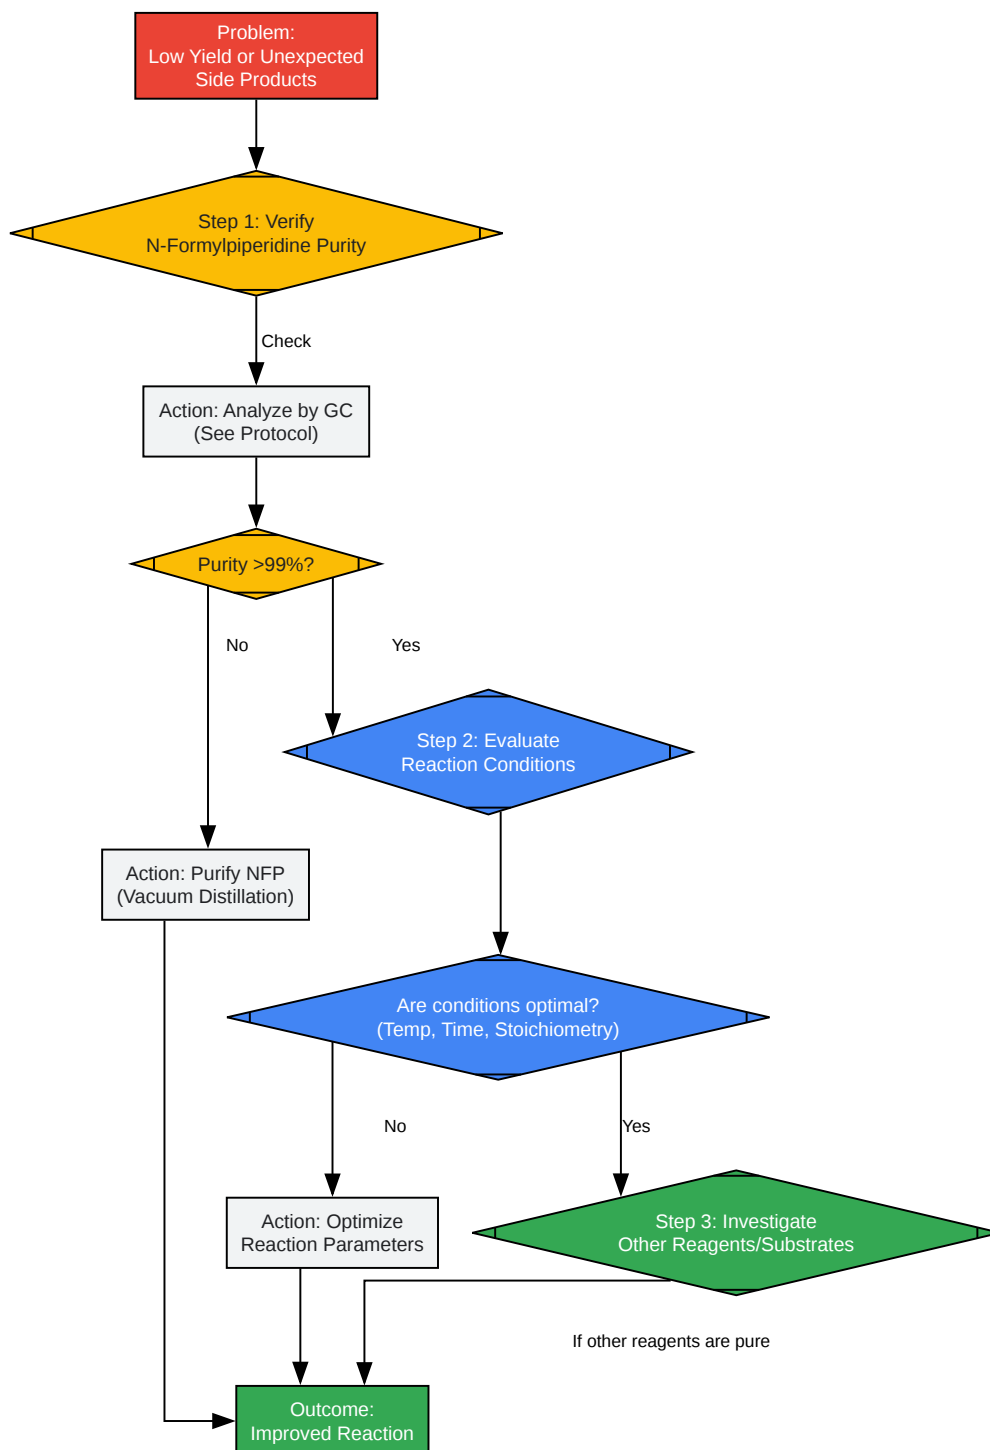 Problem:
Low Yield or Unexpected
Side Products
Step 1: Verify
N-Formylpiperidine Purity
Check
Action: Analyze by GC
(See Protocol)
Purity >99%?
No
Yes
Step 2: Evaluate
Reaction Conditions
Action: Purify NFP
(Vacuum Distillation)
Are conditions optimal?
(Temp, Time, Stoichiometry)
No
Yes
Action: Optimize
Reaction Parameters
Step 3: Investigate
Other Reagents/Substrates
If other reagents are pure
Outcome:
Improved Reaction